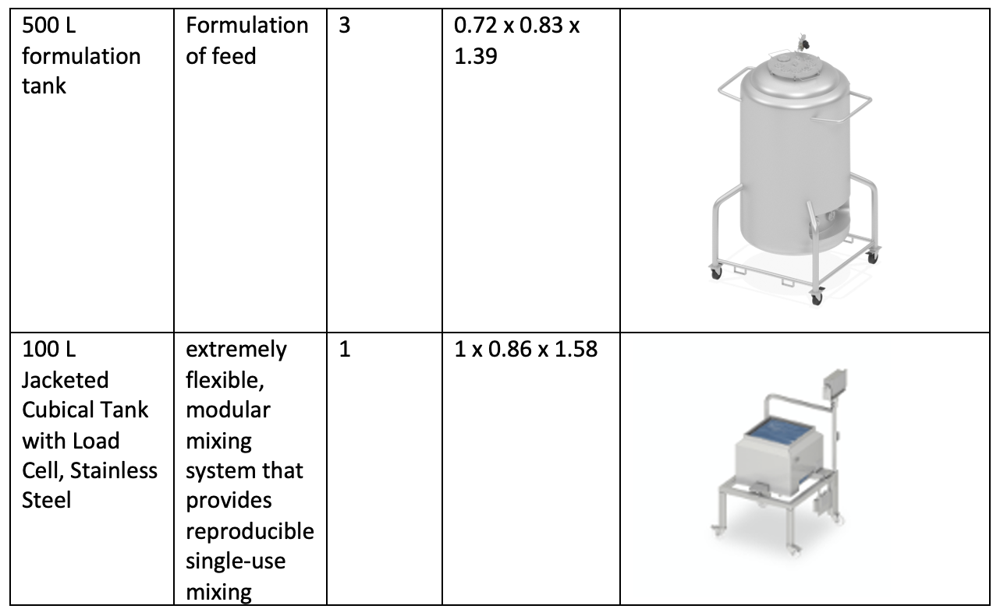 500 L
formulation
tank
Formulation
of feed
3
0.72 x 0.83 x
1.39
100 L
Jacketed
Cubical Tank
with Load
Cell, Stainless
Steel
extremely
flexible,
modular
mixing
system that
provides
reproducible
single-use
mixing
1
1 x 0.86 x 1.58